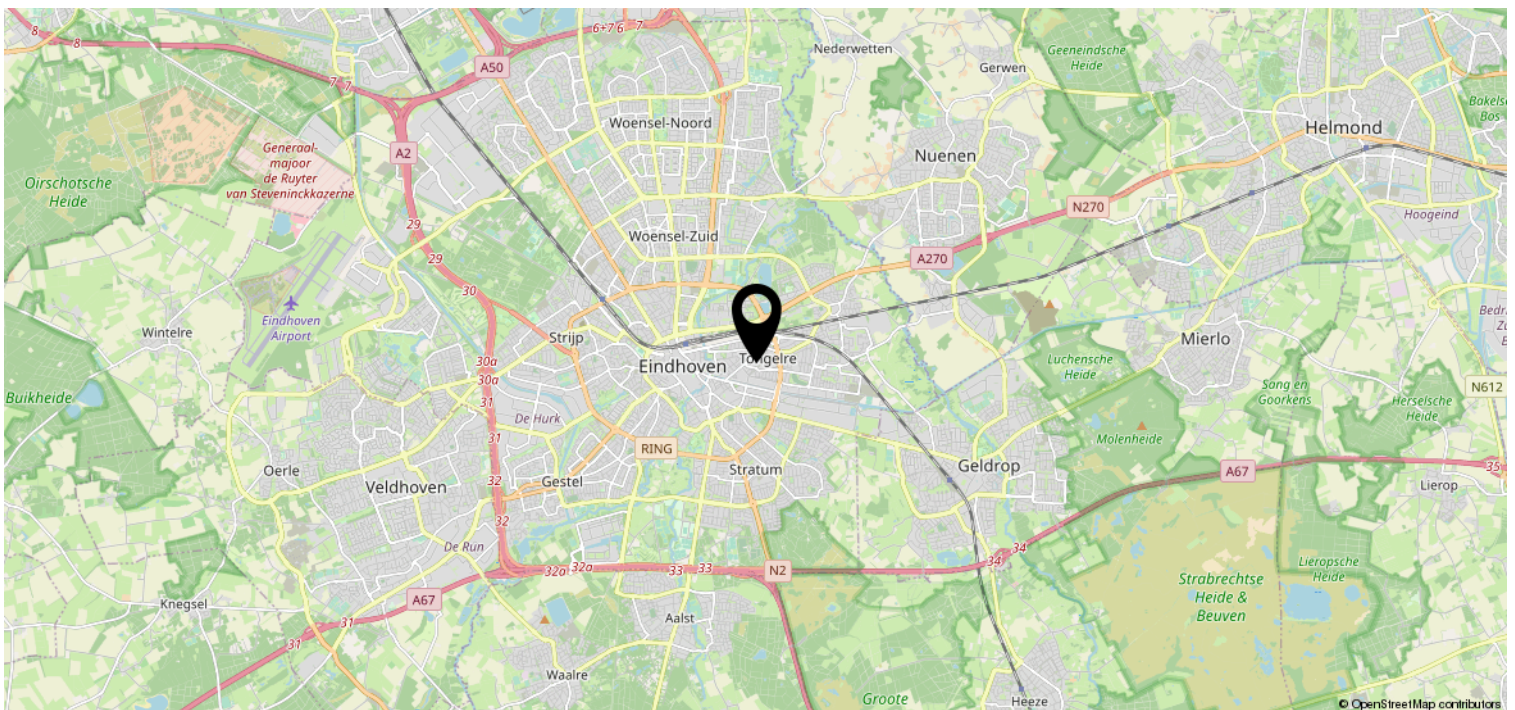 8
8
6+7 6
7
Nederwetten
Geeneindsche
Heide
A50
Gerwen
7
7
Bakels
Bos
Woensel-Noord
Helmond
A2
Nuenen
Generaal-
majoor
de Ruyter
van Steveninckkazerne
Oirschotsche
Heide
N270
Hoogeind
29
Woensel-Zuid
29
A270
30
Eindhoven
Airport
Wintelre
Strijp
Mierlo
30a
Eindhoven
Luchensche
Heide
30a
Sang en
Goorkens
N612
Buikheide
31
Herselsche
Heide
De Hurk
31
Molenheide
RING
Oerle
Stratum
Geldrop
A67
35
32
Gestel
Veldhoven
Lierop
32
De Run
34
34
32a
32a
33
33
N2
Lieropsche
Heide
Strabrechtse
Heide &
Beuven
A67
Knegsel
Aalst
31
31
Waalre
Groote
Heeze
© OpenStreetMap contributors